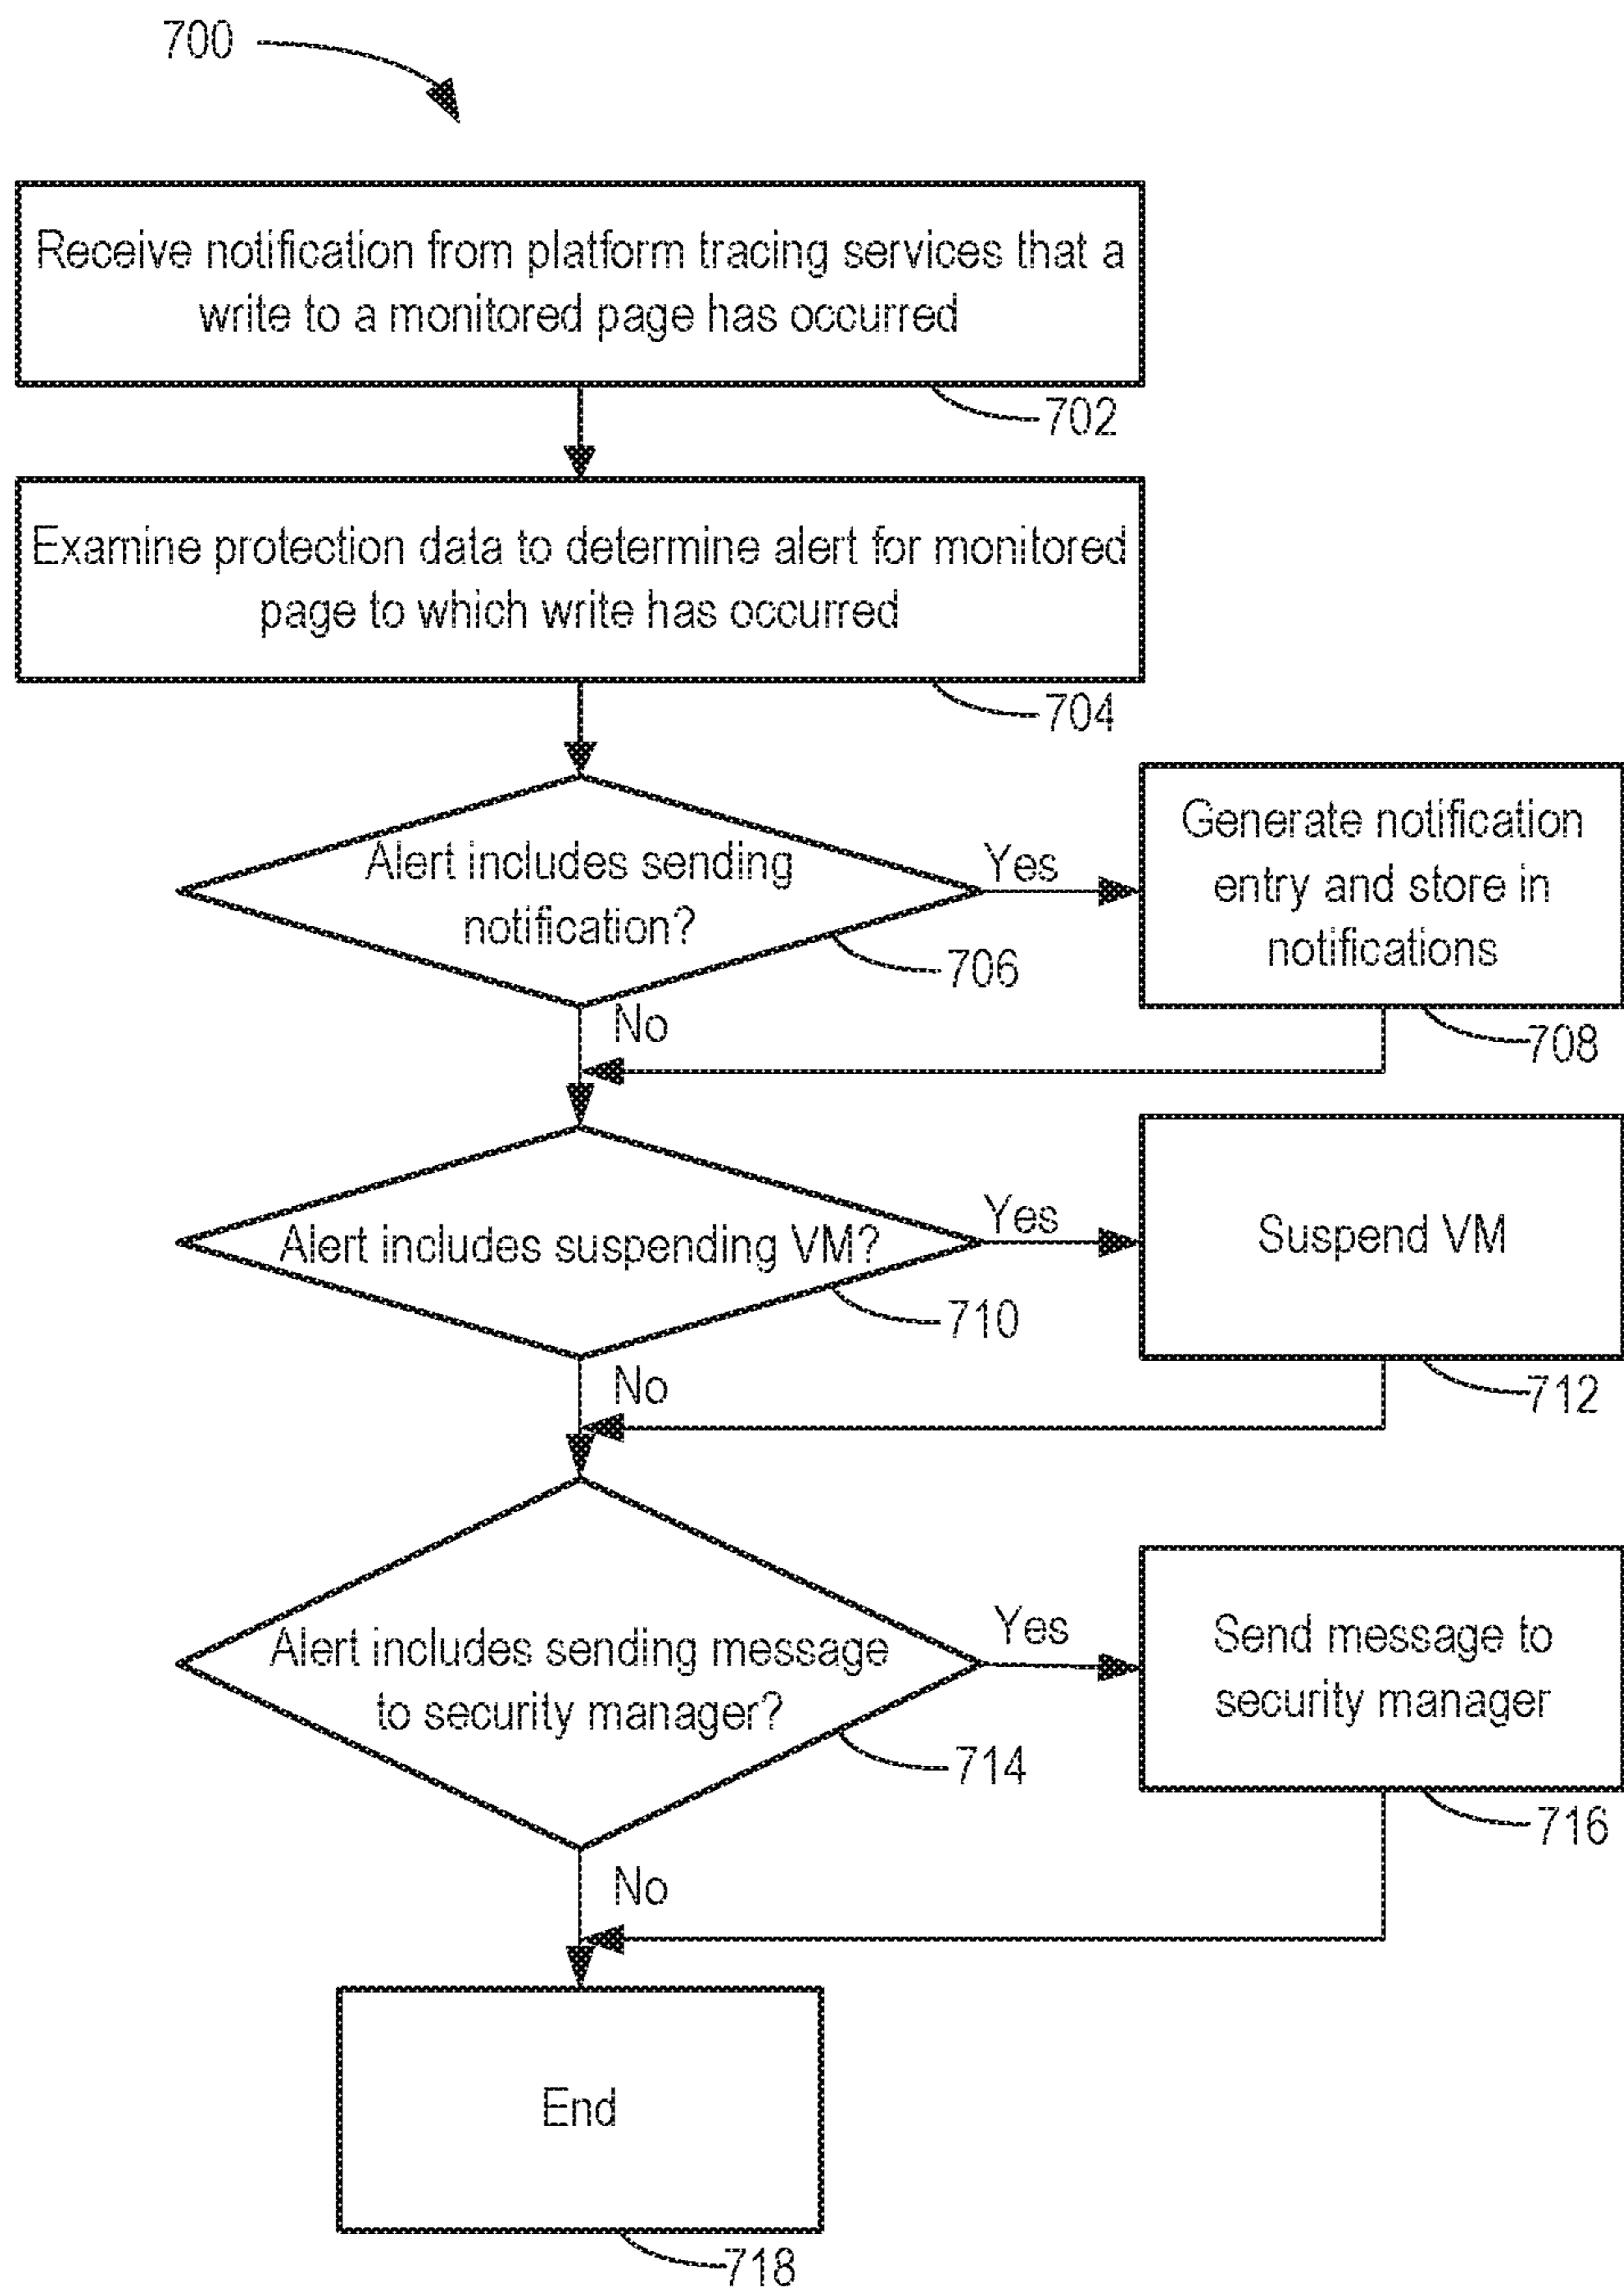 700
Receive notification from platform tracing services that a
write to a monitored page has occurred
702
Examine protection data to determine alert for monitored
page to which write has occurred
704
Alert includes sending
notification?
Yes
706
Generate notification
entry and store in
notifications
708
No
Alert includes suspending VM?
Yes
710
Suspend VM
712
No
Alert includes sending message
to security manager?
Yes
714
Send message to
security manager
716
No
End
718